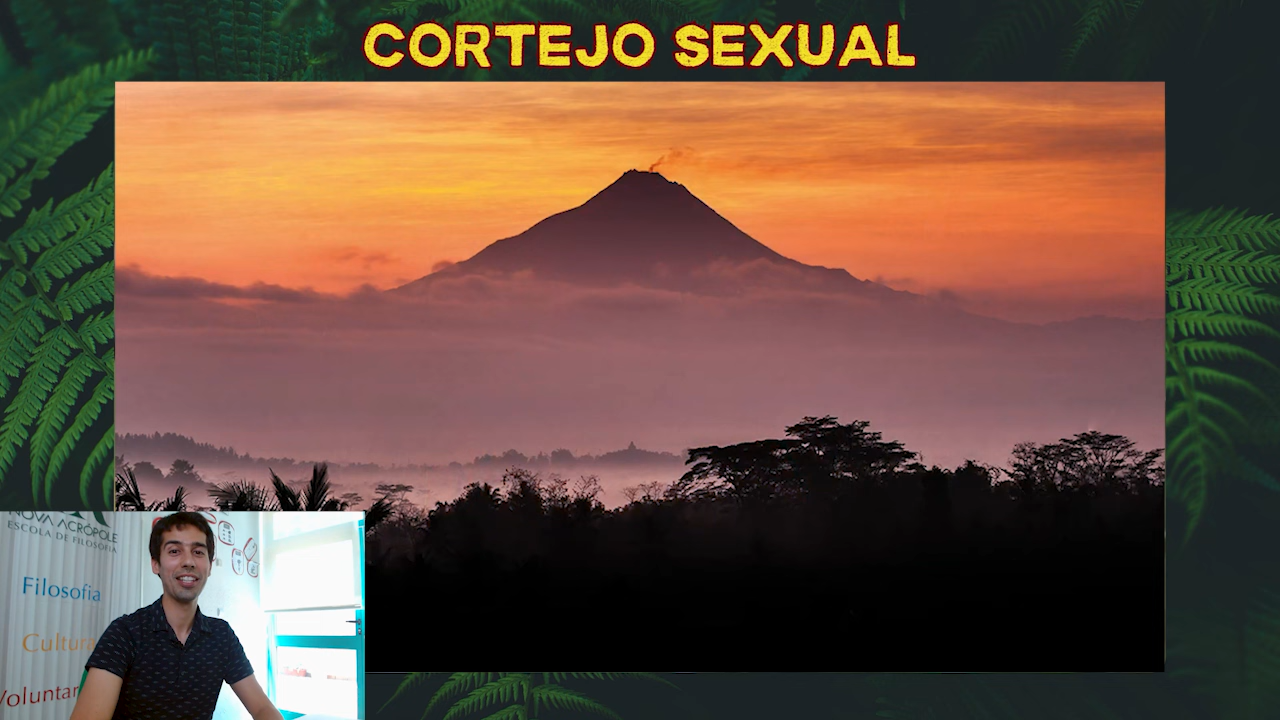 CORTEJO SEXUAL
NOVA ACRÓPOLE
ESCOLA DE FILOSOFIA
Filosofia
Cultura
Voluntar